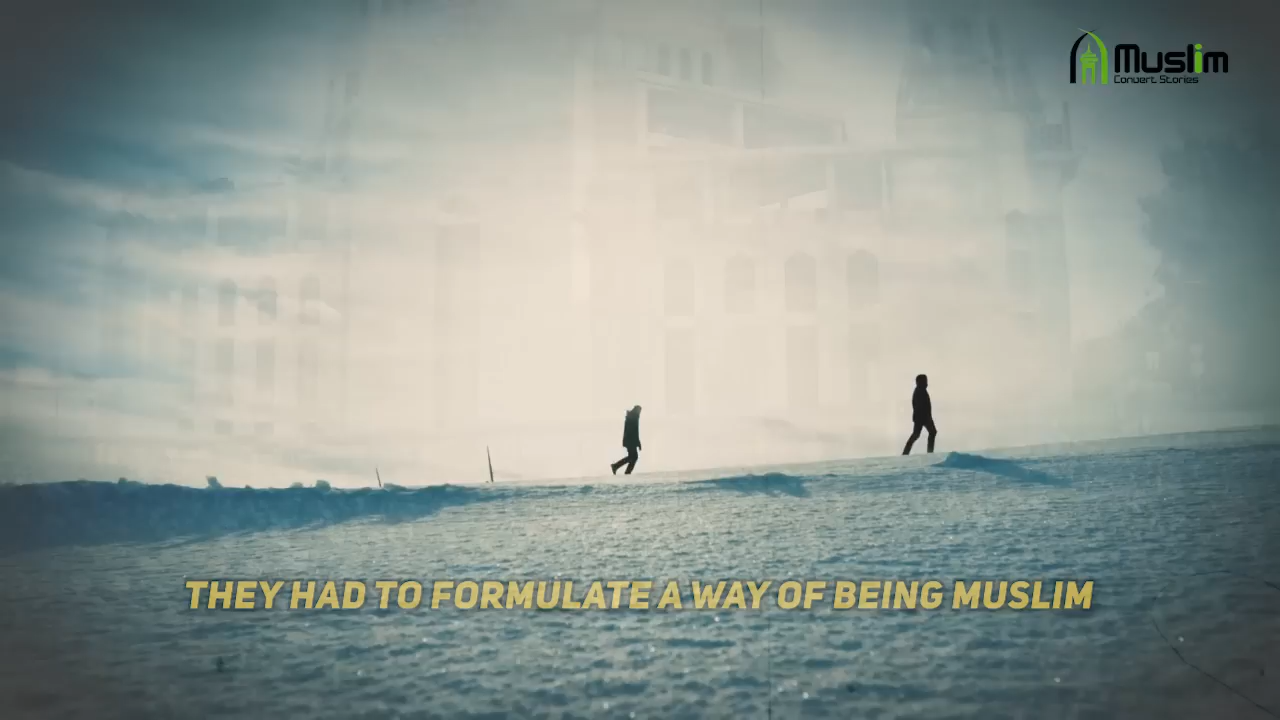 Muslim
Convert Stories
THEY HAD TO FORMULATE A WAY OF BEING MUSLIM